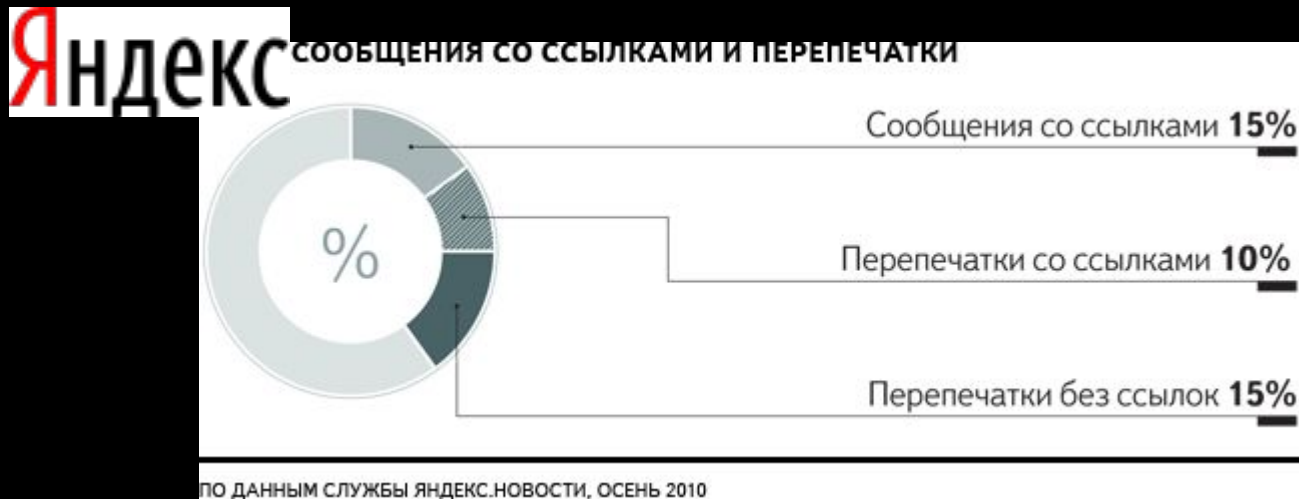 Яндекс
СООБЩЕНИЯ СО ССЫЛКАМИ И ПЕРЕПЕЧАТКИ
Сообщения со ссылками 15%
%
Перепечатки со ссылками 10%
Перепечатки без ссылок 15%
ПО ДАННЫМ СЛУЖБЫ ЯНДЕКС.НОВОСТИ, ОСЕНЬ 2010